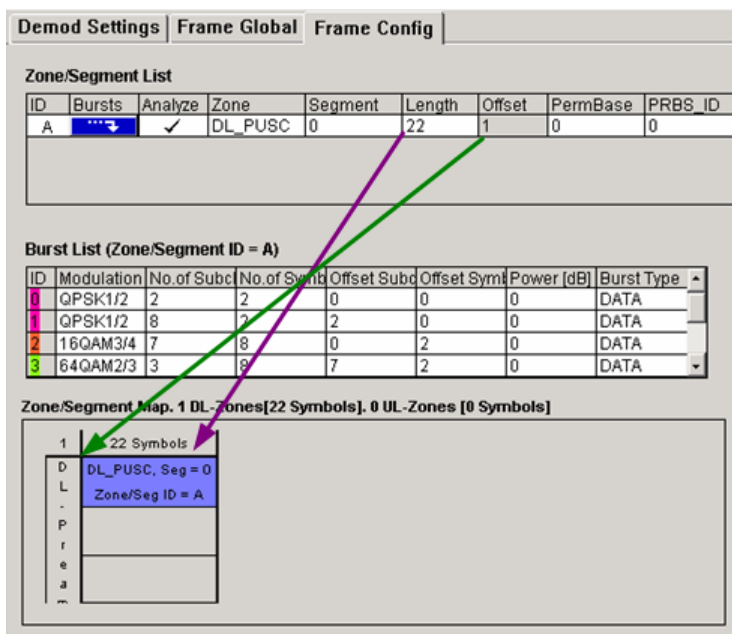 Demod Settings Frame Global Frame Config
Zone/Segment List
ID Bursts Analyze Zone Segment Length Offset PermBase PRBS_ID
A DL_PUSC 0 22 1 0 0
Burst List (Zone/Segment ID = A)
ID Modulation No.of Subcl No.of Symb Offset Subc Offset Symb Power [dB] Burst Type
0 QPSK1/2 2 2 0 0 0 DATA
1 QPSK1/2 8 2 2 0 0 DATA
2 16QAM3/4 7 8 0 2 0 DATA
3 64QAM2/3 3 8 7 2 0 DATA
Zone/Segment Map. 1 DL-Zones[22 Symbols]. 0 UL-Zones [0 Symbols]
1 22 Symbols
DL-Prea
DL_PUSC, Seg = 0
Zone/Seg ID = A